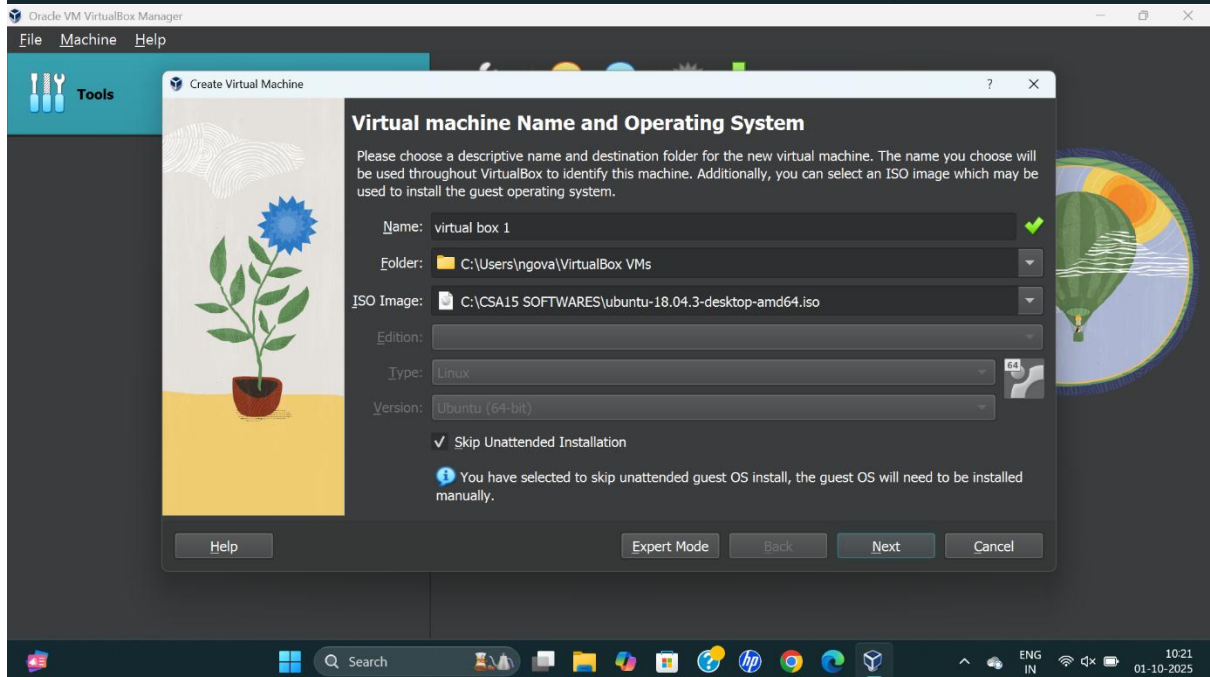 Oracle VM VirtualBox Manager
File Machine Help
Tools
Create Virtual Machine
?
Virtual machine Name and Operating System
Please choose a descriptive name and destination folder for the new virtual machine. The name you choose will
be used throughout VirtualBox to identify this machine. Additionally, you can select an ISO image which may be
used to install the guest operating system.
Name: virtual box 1
Folder: C:\Users\ngova\VirtualBox VMs
ISO Image: C:\CSA15 SOFTWARES\ubuntu-18.04.3-desktop-amd64.iso
Edition:
Type: Linux
64
Version: Ubuntu (64-bit)
Skip Unattended Installation
You have selected to skip unattended guest OS install, the guest OS will need to be installed
manually.
Help Expert Mode Back Next Cancel
Search
hp
ENG
IN
10:21
01-10-2025